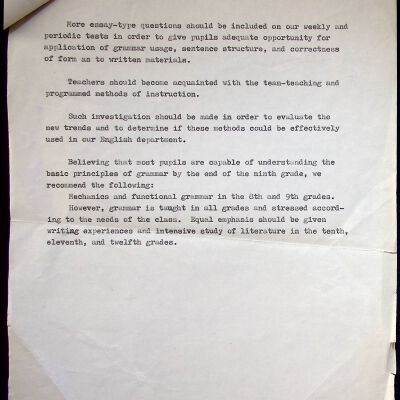 More essay-type questions should be included on our weekly and
periodic tests in order to give pupils adequate opportunity for
application of grammar usage, sentence structure, and correctness
of form as to written materials.
Teachers should become acquainted with the team-teaching and
programmed methods of instruction.
Such investigation should be made in order to evaluate the
new trends and to determine if these methods could be effectively
used in our English department.
Believing that most pupils are capable of understanding the
basic principles of grammar by the end of the ninth grade, we
recommend the following:
Mechanics and functional grammar in the 8th and 9th grades.
However, grammar is taught in all grades and stressed accord-
ing to the needs of the class. Equal emphasis should be given
writing experiences and intensive study of literature in the tenth,
eleventh, and twelfth grades.